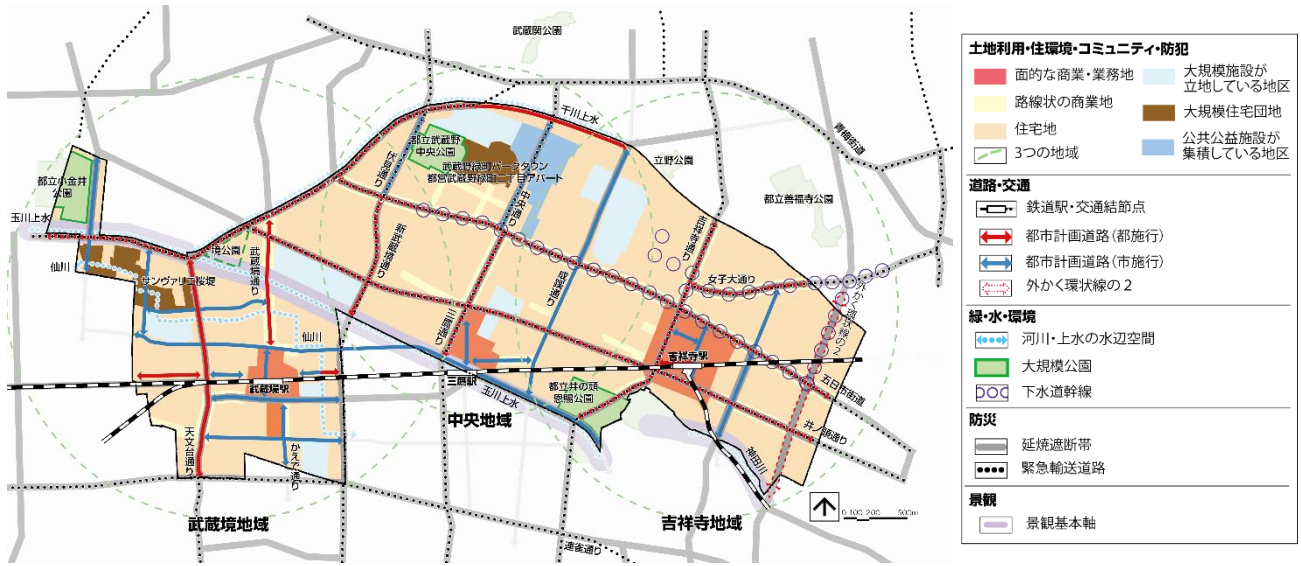 武蔵関公園
千川上水
青梅街道
都立武蔵野
中央公園
伏見通り
武蔵野緑町パークタウン
都営武蔵野緑町二丁目アパート
中央通り
立野公園
都立善福寺公園
都立小金井
公園
玉川上水
吉祥寺通り
新武蔵境通り
境公園
武蔵境通り
仙川
サンヴァリエ桜堤
成蹊通り
女子大通り
外かく環状線の2
三鷹通り
仙川
吉祥寺駅
武蔵境駅
三鷹駅
玉川上水
都立井の頭
恩賜公園
五日市街道
中央地域
井ノ頭通り
天文台通り
かえで通り
神田川
武蔵境地域
吉祥寺地域
連雀通り
0 100 200 500m
土地利用・住環境・コミュニティ・防犯
面的な商業・業務地
路線状の商業地
住宅地
3つの地域
大規模施設が
立地している地区
大規模住宅団地
公共公益施設が
集積している地区
道路・交通
鉄道駅・交通結節点
都市計画道路(都施行)
都市計画道路(市施行)
外かく環状線の2
緑・水・環境
河川・上水の水辺空間
大規模公園
下水道幹線
防災
延焼遮断帯
緊急輸送道路
景観
景観基本軸